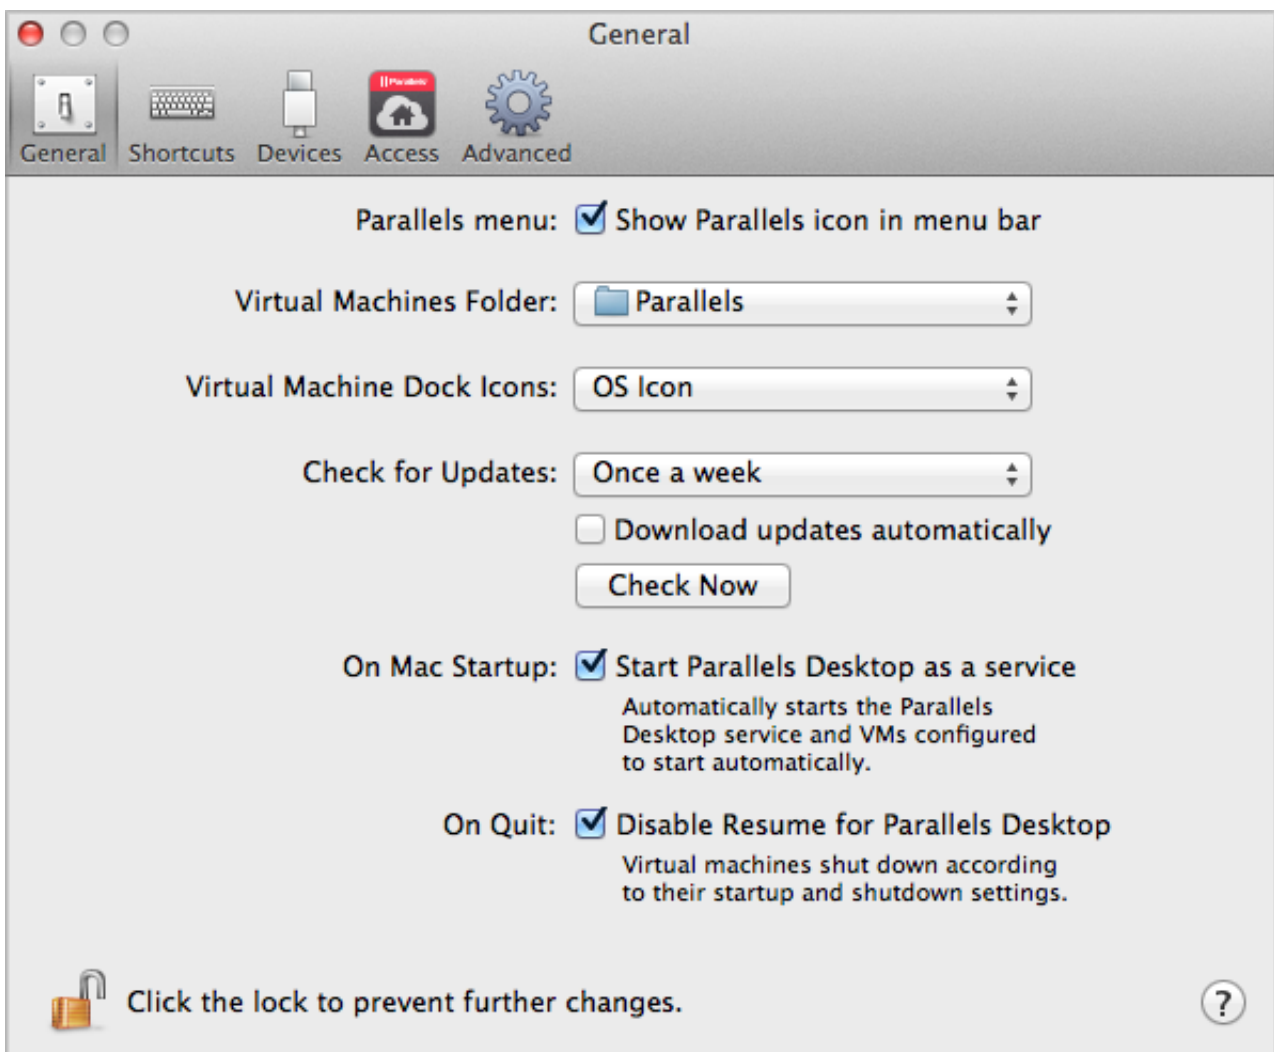 General
|| Parallels
General Shortcuts Devices Access Advanced
Parallels menu: Show Parallels icon in menu bar
Virtual Machines Folder: Parallels
Virtual Machine Dock Icons: OS Icon
Check for Updates: Once a week
Download updates automatically
Check Now
On Mac Startup: Start Parallels Desktop as a service
Automatically starts the Parallels
Desktop service and VMs configured
to start automatically.
On Quit: Disable Resume for Parallels Desktop
Virtual machines shut down according
to their startup and shutdown settings.
Click the lock to prevent further changes.
?